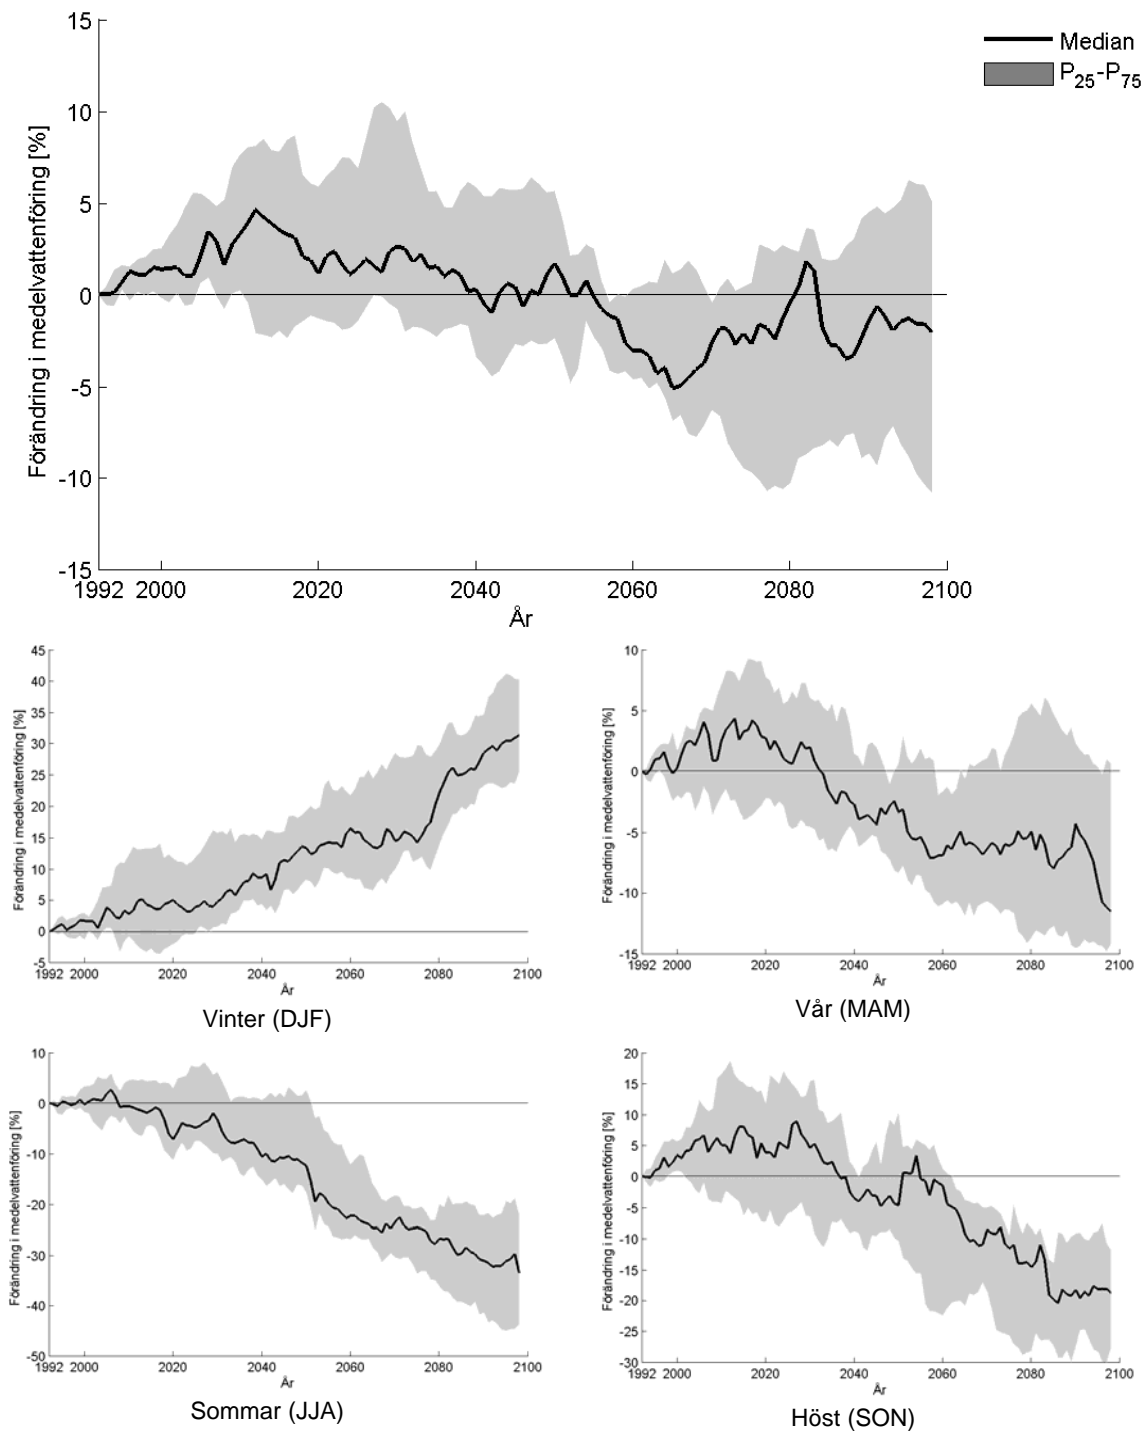 Median
P25-P75
Förändring i medelvattenföring [%]
15
10
5
0
-5
-10
-15
1992 2000 2020 2040 2060 2080 2100
År
Förändring i medelvattenföring [%]
45
40
35
30
25
20
15
10
5
0
-5
1992 2000 2020 2040 2060 2080 2100
År
Vinter (DJF)
Förändring i medelvattenföring [%]
10
5
0
-5
-10
-15
1992 2000 2020 2040 2060 2080 2100
År
Vår (MAM)
Förändring i medelvattenföring [%]
10
0
-10
-20
-30
-40
-50
1992 2000 2020 2040 2060 2080 2100
År
Sommar (JJA)
Förändring i medelvattenföring [%]
20
15
10
5
0
-5
-10
-15
-20
-25
-30
1992 2000 2020 2040 2060 2080 2100
År
Höst (SON)